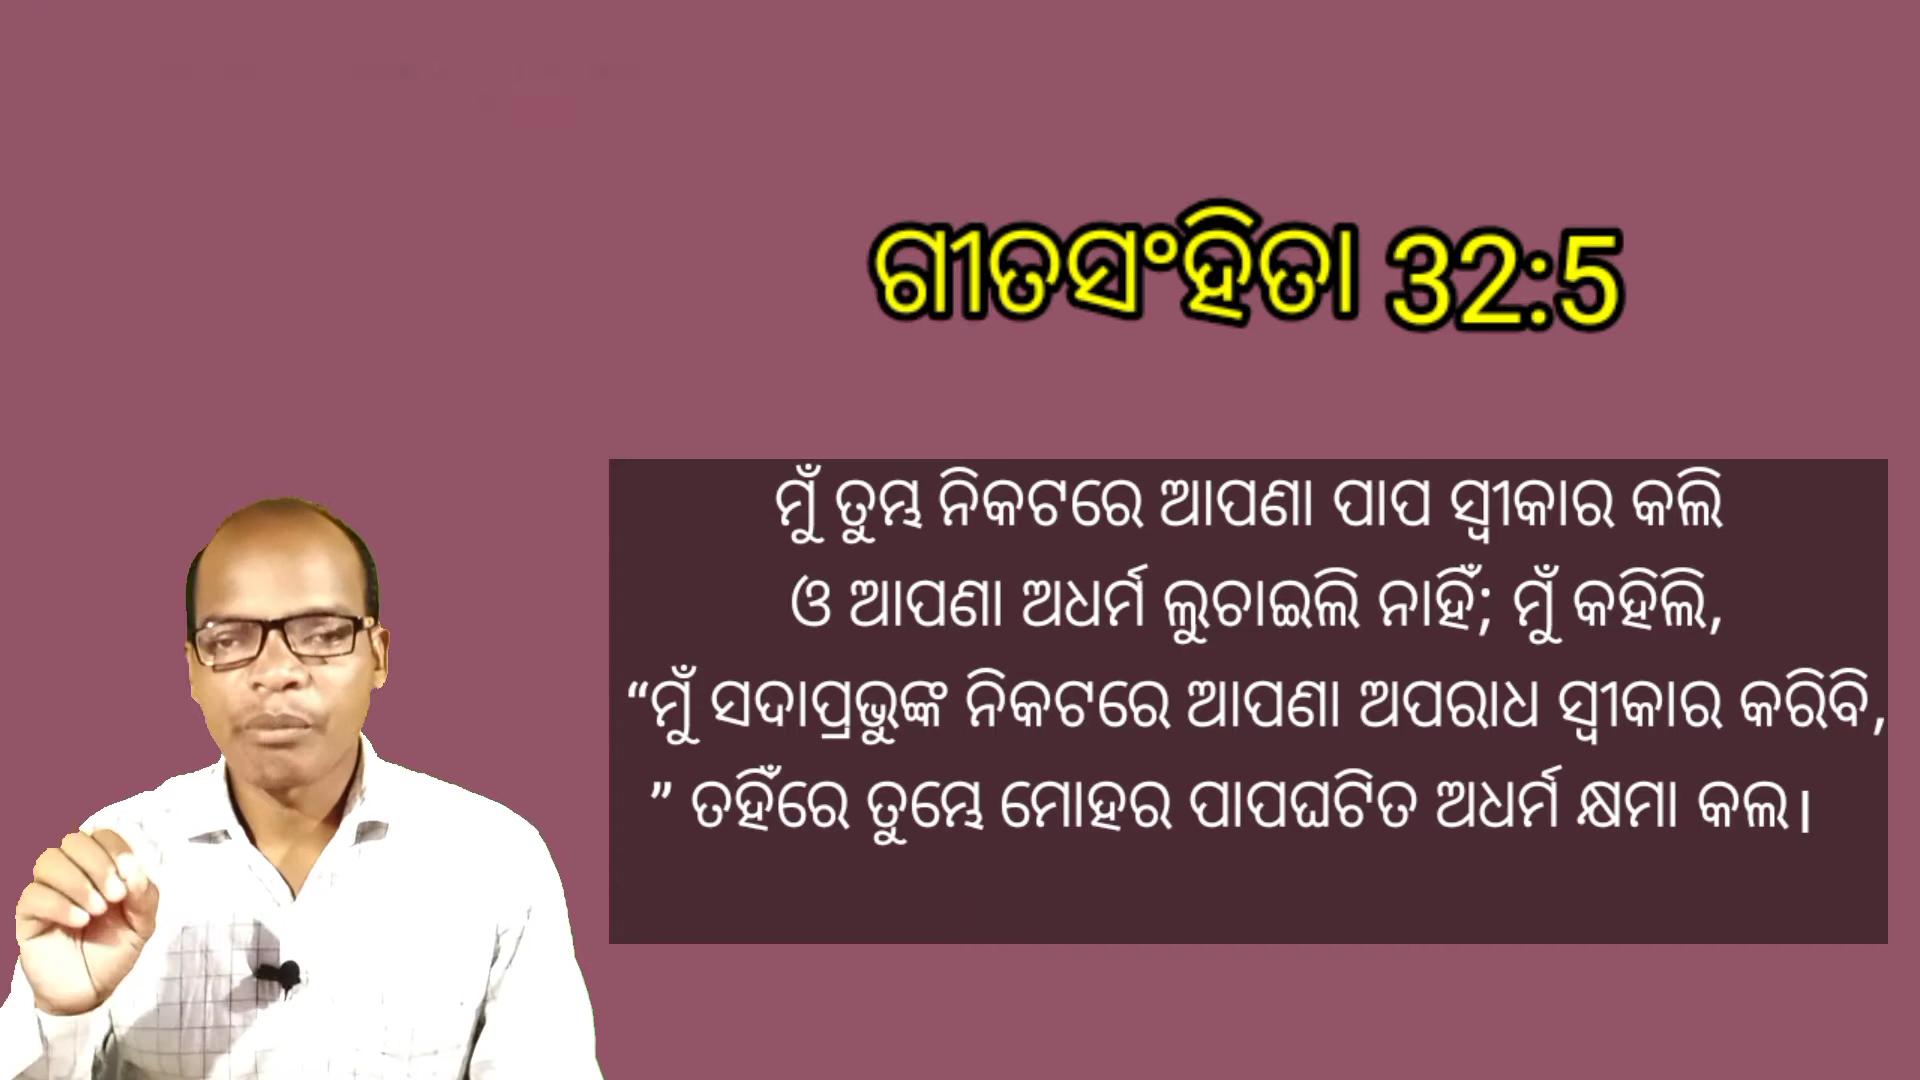 ଗୀତସଂହିତା 32:5
ମୁଁ ତୁମ୍ଭ ନିକଟରେ ଆପଣା ପାପ ସ୍ୱୀକାର କଲି
ଓ ଆପଣା ଅଧର୍ମ ଲୁଚାଇଲି ନାହିଁ; ମୁଁ କହିଲି,
“ମୁଁ ସଦାପ୍ରଭୁଙ୍କ ନିକଟରେ ଆପଣା ଅପରାଧ ସ୍ୱୀକାର କରିବି,
” ତହିଁରେ ତୁମ୍ଭେ ମୋହର ପାପଘଟିତ ଅଧର୍ମ କ୍ଷମା କଲ।